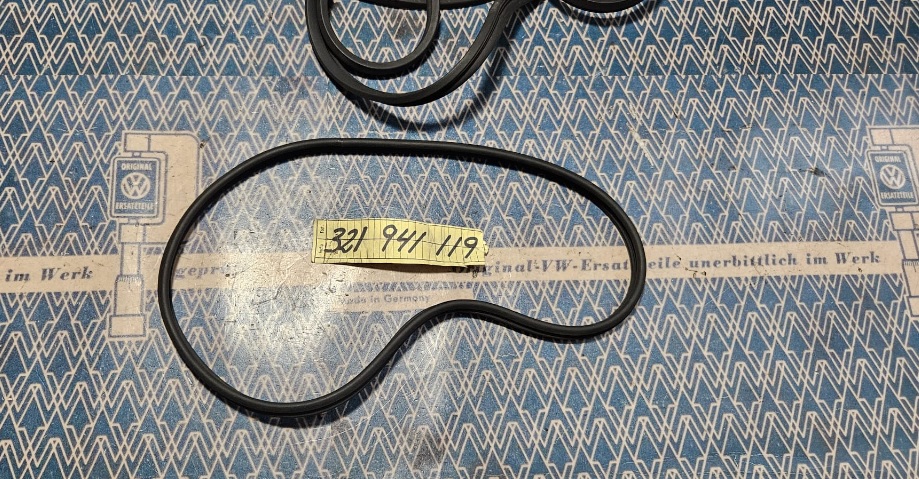 ORIGINAL
VW
ERSATZTEILE
321 941 119
im Werk
gepr
Original-VW-Ersatzteile unerbittlich im Werk
Made in Germany
ORIGINAL
VW
ERSATZTEILE